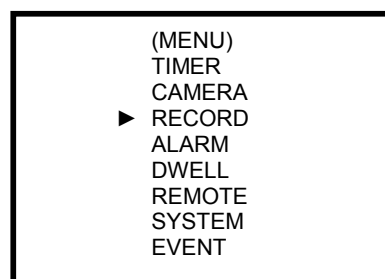 (MENU)
TIMER
CAMERA
► RECORD
ALARM
DWELL
REMOTE
SYSTEM
EVENT